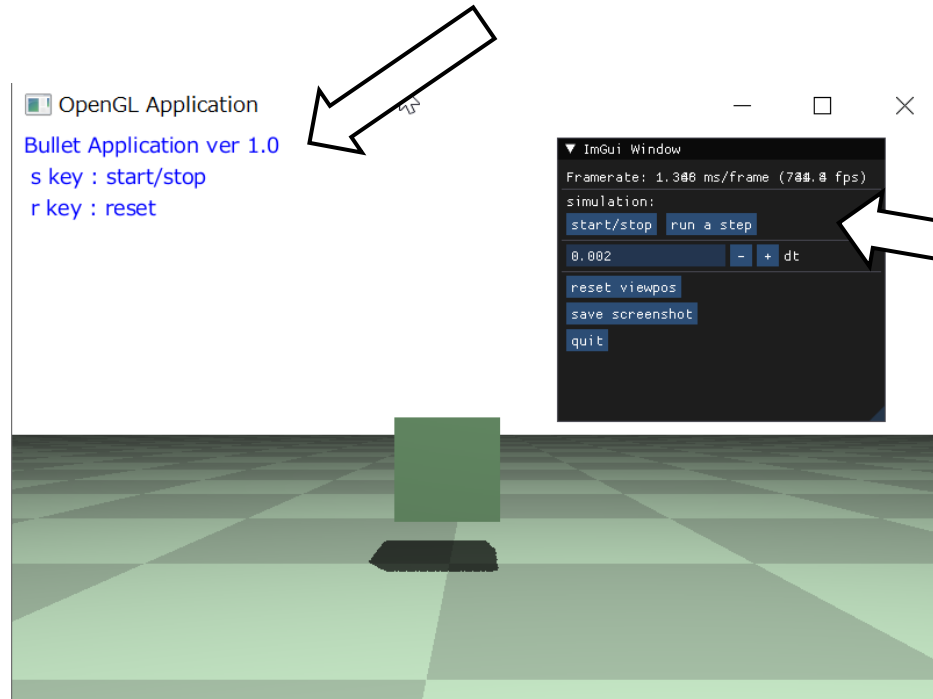 OpenGL Application
Bullet Application ver 1.0
s key : start/stop
r key : reset
▼ ImGui Window
Framerate: ms/frame ( fps)
simulation:
start/stop run a step
0.002 - + dt
reset viewpos
save screenshot
quit